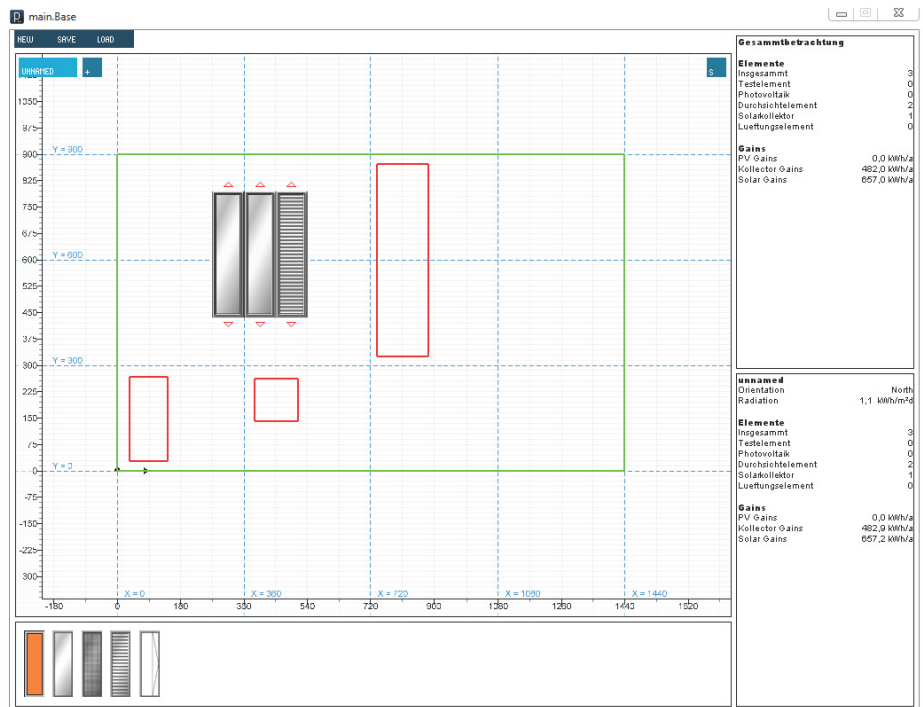 main.Base
NEW SAVE LOAD
UNNAMED +
S
1050
975
Y = 900
900
825
750
675
Y = 600
600
525
450
375
Y = 300
300
225
150
75
Y = 0
0
-75
-150
-225
300
X = 0 X = 360 X = 720 X = 1080 X = 1440
-180 0 180 360 540 720 900 1080 1260 1440 1620
Gesammtbetrachtung
Elemente
Insgesammt 3
Testelement 0
Photovoltaik 0
Durchsichtelement 2
Solarkollektor 1
Lueftungselement 0
Gains
PV Gains 0,0 kWh/a
Kollector Gains 482,0 kWh/a
Solar Gains 657,0 kWh/a
unnamed
Orientation North
Radiation 1,1 kWh/m²d
Elemente
Insgesammt 3
Testelement 0
Photovoltaik 0
Durchsichtelement 2
Solarkollektor 1
Lueftungselement 0
Gains
PV Gains 0,0 kWh/a
Kollector Gains 482,9 kWh/a
Solar Gains 657,2 kWh/a